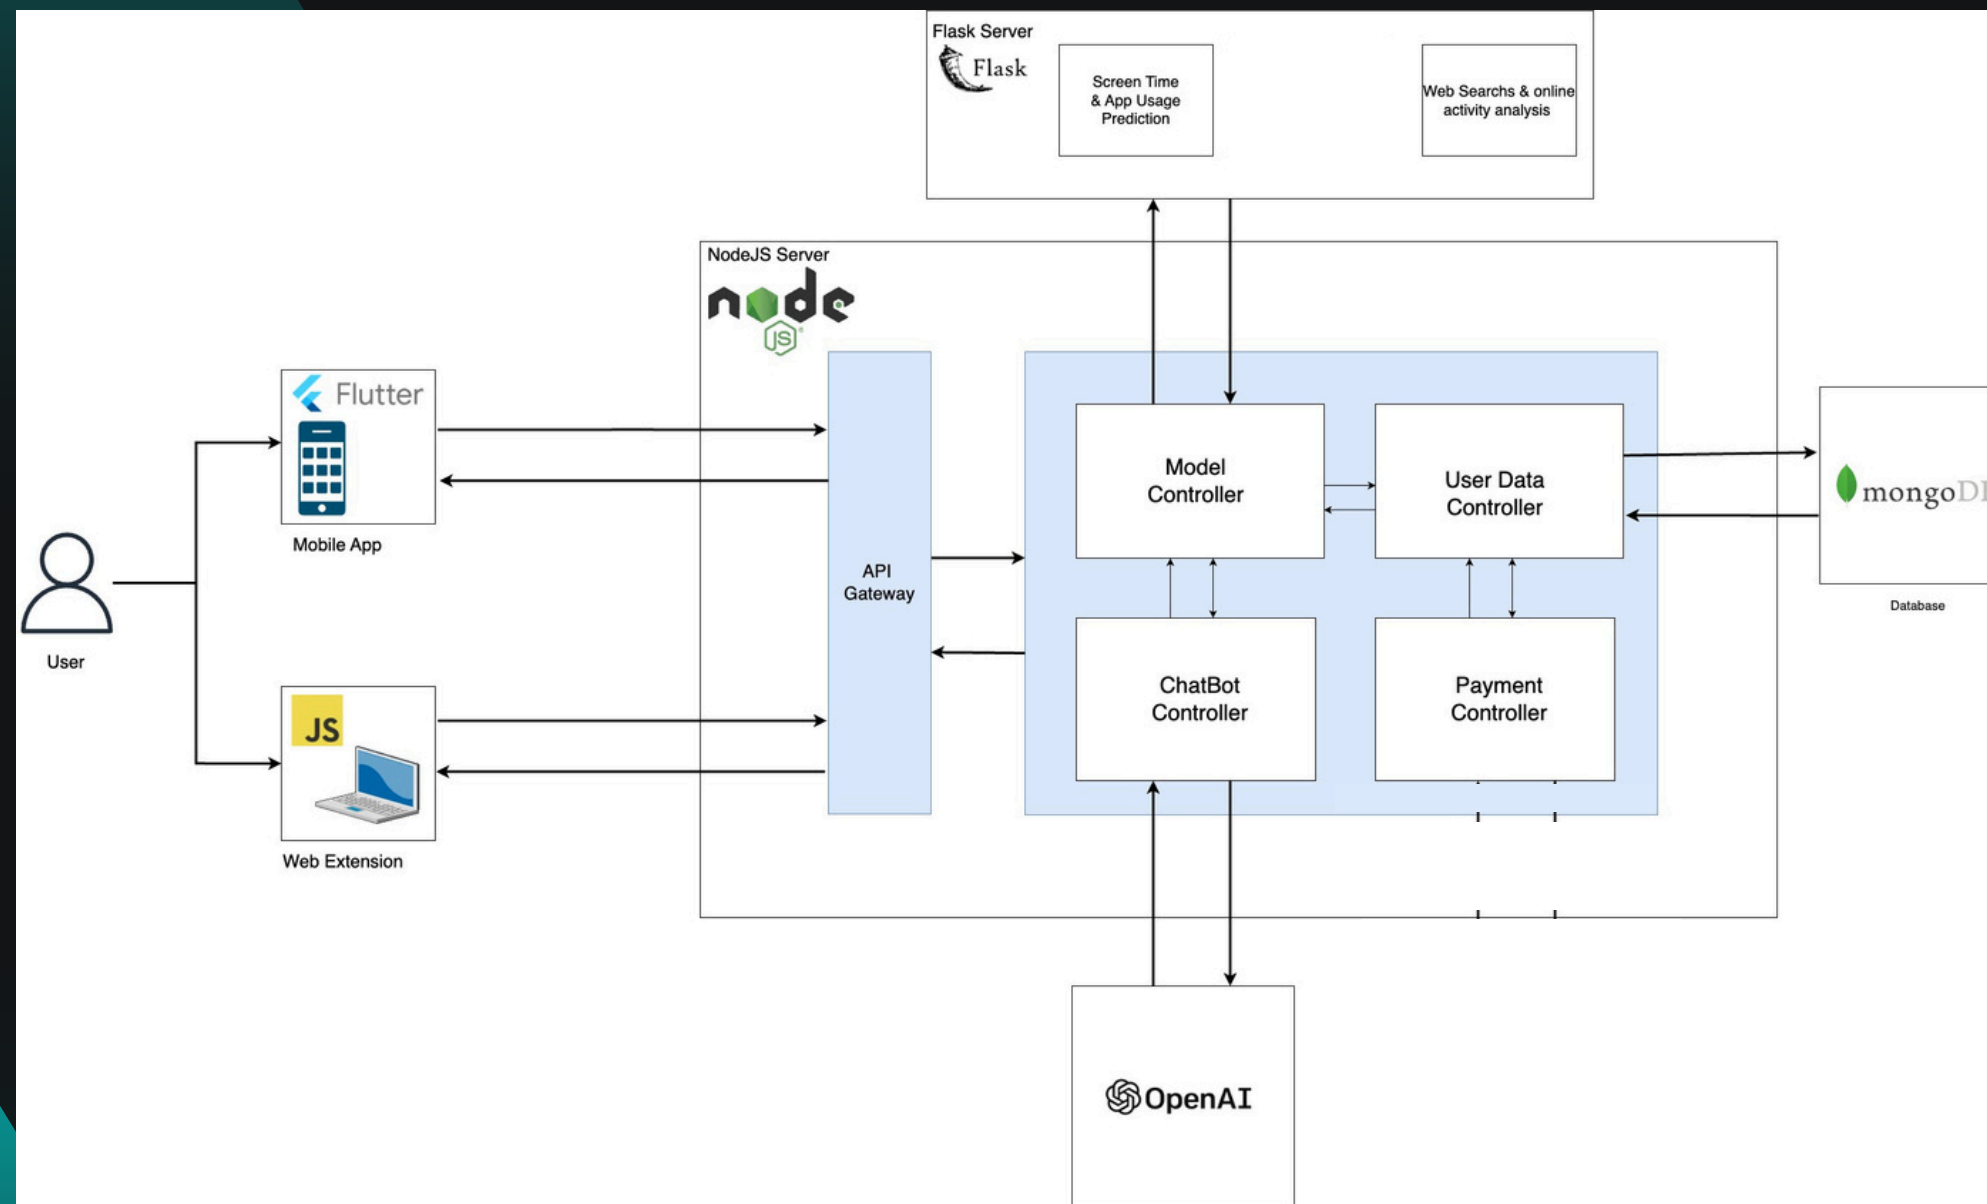 Flask Server
Flask
Screen Time
& App Usage
Prediction
Web Searchs & online
activity analysis
NodeJS Server
node
JS
Flutter
Mobile App
User
JS
Web Extension
API
Gateway
Model
Controller
User Data
Controller
ChatBot
Controller
Payment
Controller
mongoD
Database
OpenAI